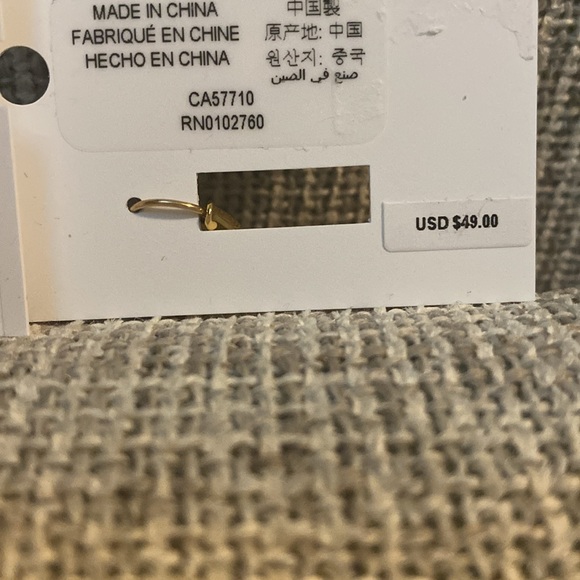 MADE IN CHINA
FABRIQUÉ EN CHINE
HECHO EN CHINA
中国製
原产地: 中国
원산지: 중국
صنع في الصين
CA57710
RN0102760
USD $49.00